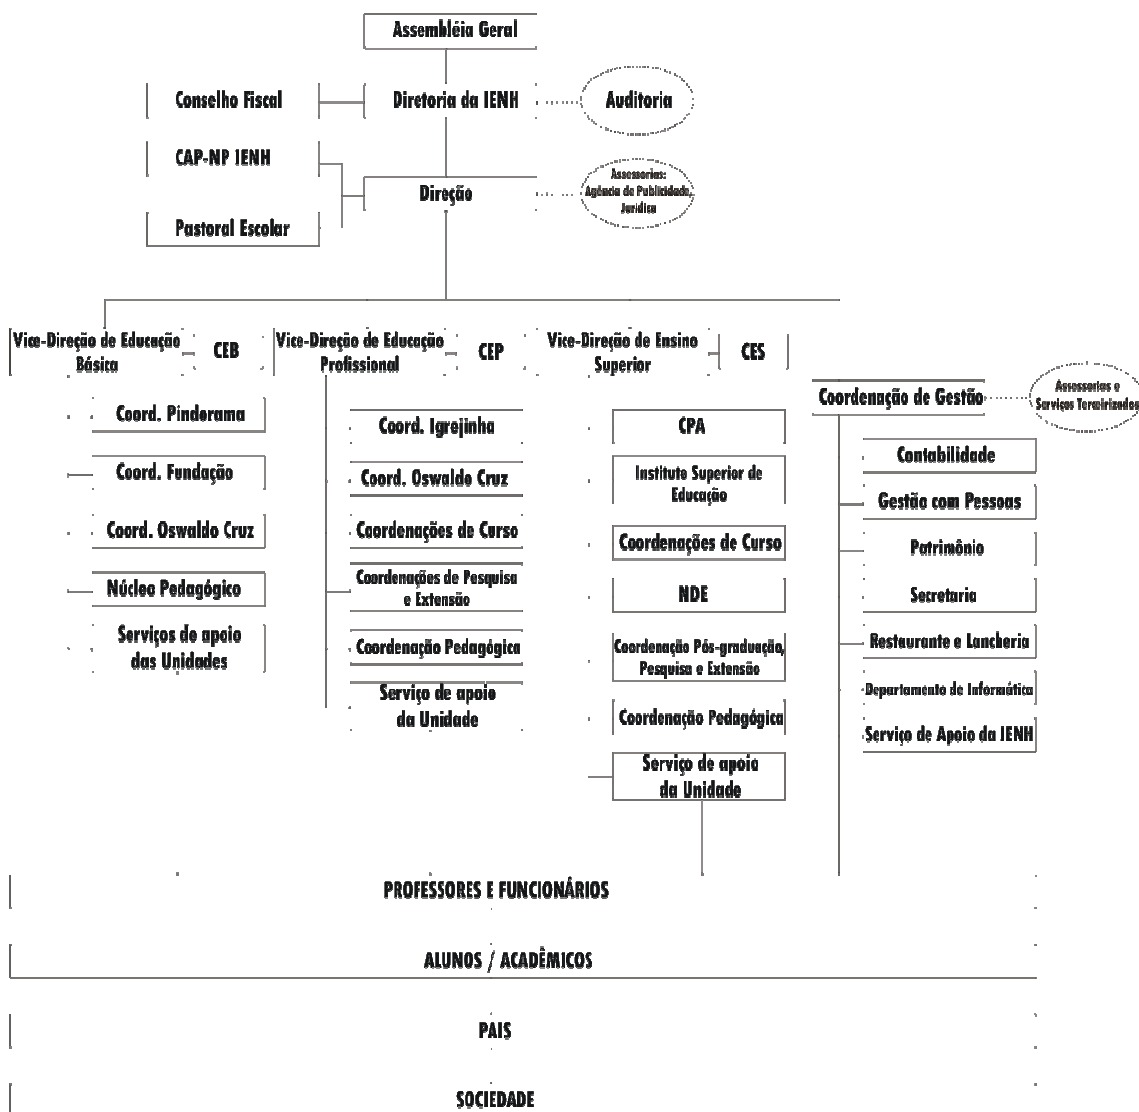 Assembléia Geral
Conselho Fiscal
Diretoria da IENH
Auditoria
CAP-NP IENH
Direção
Assessorias:
Agência de Publicidade,
Jurídica
Pastoral Escolar
Vice-Direção de Educação
Básica
CEB
Vice-Direção de Educação
Profissional
CEP
Vice-Direção de Ensino
Superior
CES
Coordenação de Gestão
Assessorias e
Serviços Terceirizados
Coord. Pindorama
Coord. Fundação
Coord. Oswaldo Cruz
Núcleo Pedagógico
Serviços de apoio
das Unidades
Coord. Igrejinha
Coord. Oswaldo Cruz
Coordenações de Curso
Coordenações de Pesquisa
e Extensão
Coordenação Pedagógica
Serviço de apoio
da Unidade
CPA
Instituto Superior de
Educação
Coordenações de Curso
NDE
Coordenação Pós-graduação,
Pesquisa e Extensão
Coordenação Pedagógica
Serviço de apoio
da Unidade
Contabilidade
Gestão com Pessoas
Patrimônio
Secretaria
Restaurante e Lancheria
Departamento de Informática
Serviço de Apoio da IENH
PROFESSORES E FUNCIONÁRIOS
ALUNOS / ACADÊMICOS
PAIS
SOCIEDADE